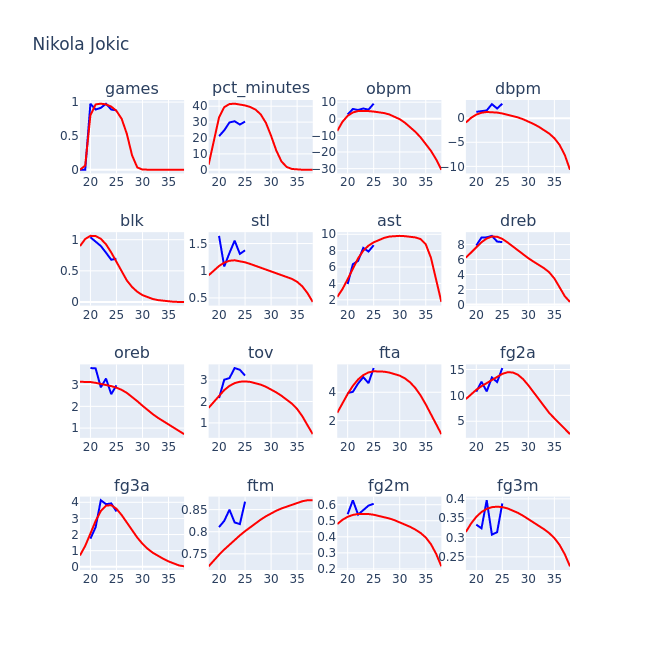 Nikola Jokic
games pct_minutes obpm dbpm
1 0.5 0 20 25 30 35
40 30 20 10 0 20 25 30 35
10 0 −10 −20 −30 20 25 30 35
0 −5 −10 20 25 30 35
blk stl ast dreb
1 0.5 0 20 25 30 35
1.5 1 0.5 20 25 30 35
10 8 6 4 2 20 25 30 35
8 6 4 2 0 20 25 30 35
oreb tov fta fg2a
3 2 1 20 25 30 35
3 2 1 20 25 30 35
4 2 20 25 30 35
15 10 5 20 25 30 35
fg3a ftm fg2m fg3m
4 3 2 1 0 20 25 30 35
0.85 0.8 0.75 20 25 30 35
0.6 0.5 0.4 0.3 0.2 20 25 30 35
0.4 0.35 0.3 0.25 20 25 30 35